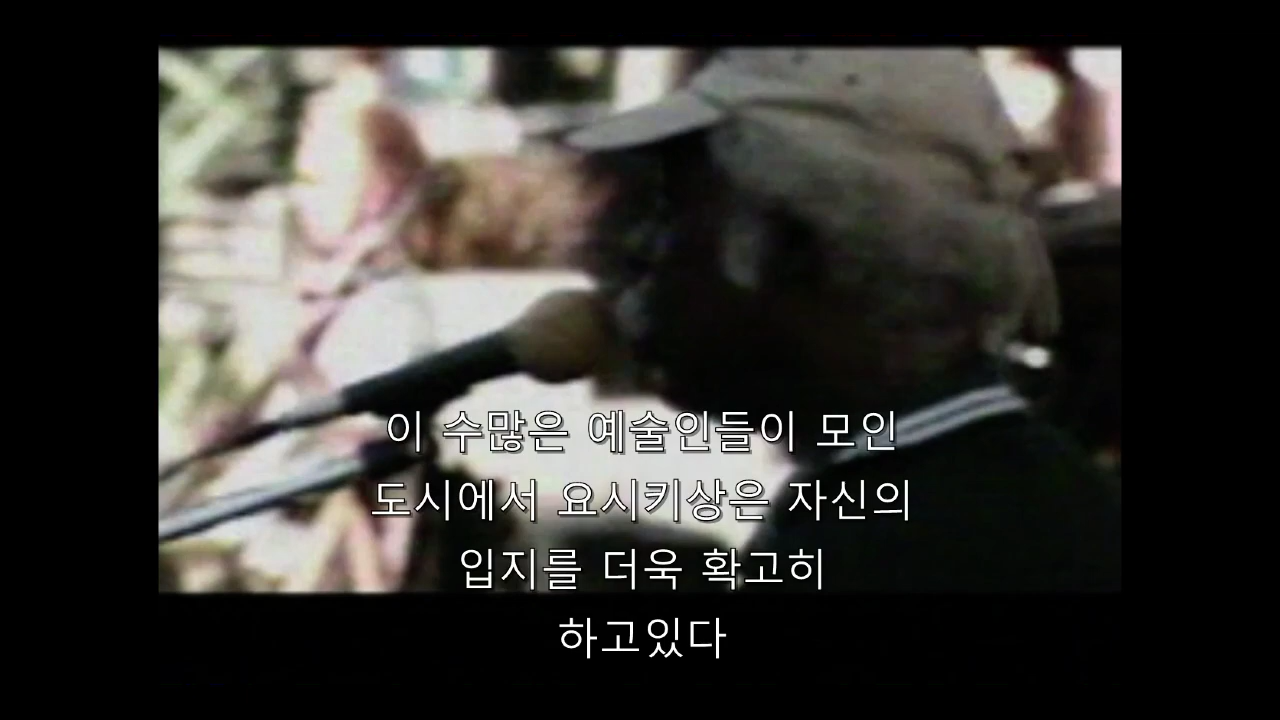 이 수많은 예술인들이 모인
도시에서 요시키상은 자신의
입지를 더욱 확고히
하고있다